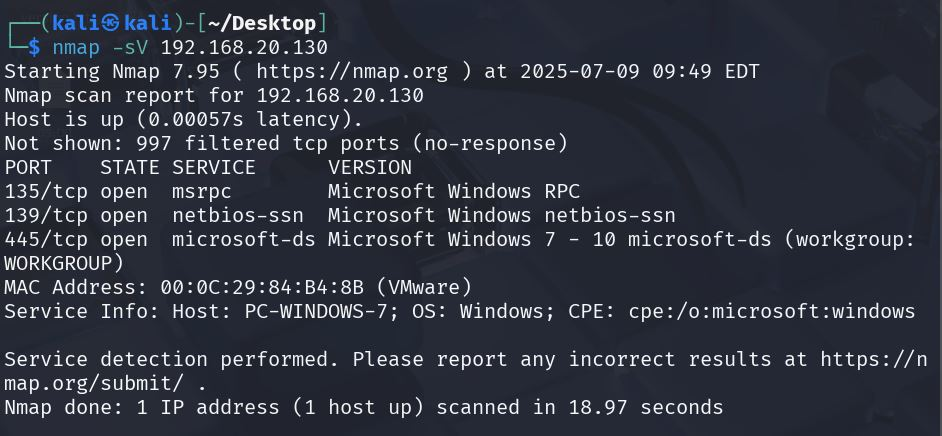 ┌──(kali㉿kali)-[~/Desktop]
└─$ nmap -sV 192.168.20.130
Starting Nmap 7.95 ( https://nmap.org ) at 2025-07-09 09:49 EDT
Nmap scan report for 192.168.20.130
Host is up (0.00057s latency).
Not shown: 997 filtered tcp ports (no-response)
PORT    STATE SERVICE      VERSION
135/tcp open  msrpc        Microsoft Windows RPC
139/tcp open  netbios-ssn  Microsoft Windows netbios-ssn
445/tcp open  microsoft-ds Microsoft Windows 7 - 10 microsoft-ds (workgroup:
WORKGROUP)
MAC Address: 00:0C:29:84:B4:8B (VMware)
Service Info: Host: PC-WINDOWS-7; OS: Windows; CPE: cpe:/o:microsoft:windows

Service detection performed. Please report any incorrect results at https://n
map.org/submit/ .
Nmap done: 1 IP address (1 host up) scanned in 18.97 seconds